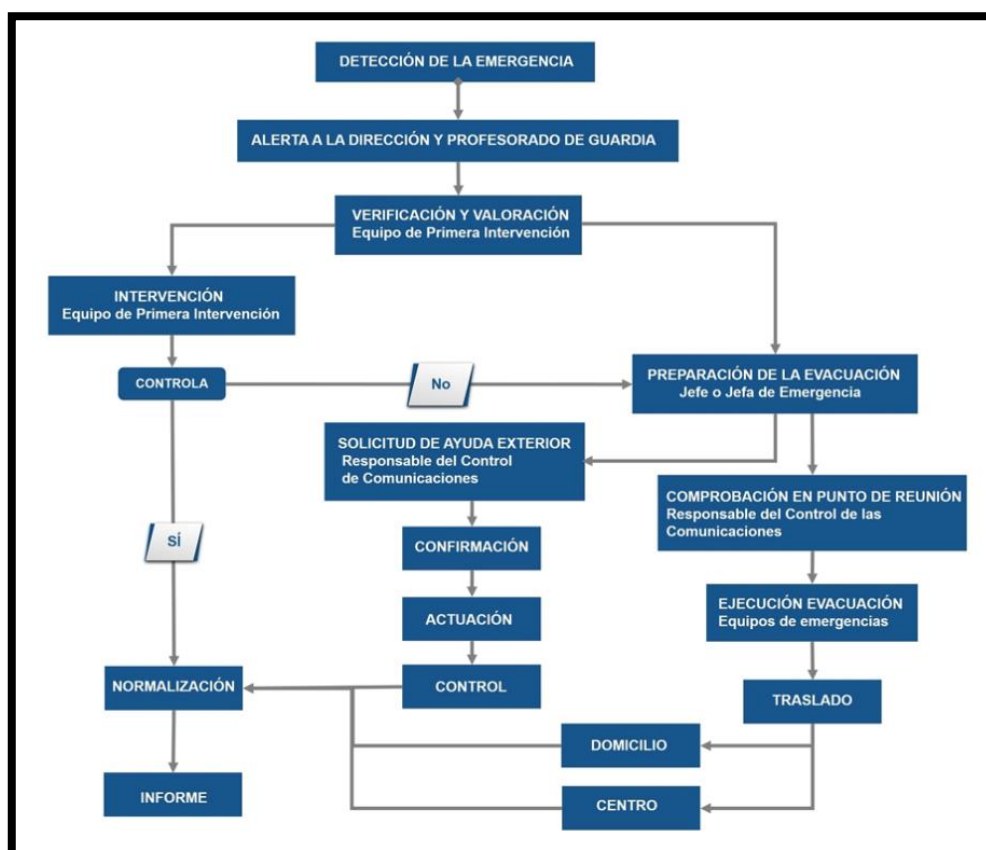 DETECCIÓN DE LA EMERGENCIA
ALERTA A LA DIRECCIÓN Y PROFESORADO DE GUARDIA
VERIFICACIÓN Y VALORACIÓN
Equipo de Primera Intervención
INTERVENCIÓN
Equipo de Primera Intervención
CONTROLA
No
PREPARACIÓN DE LA EVACUACIÓN
Jefe o Jefa de Emergencia
SOLICITUD DE AYUDA EXTERIOR
Responsable del Control
de Comunicaciones
COMPROBACIÓN EN PUNTO DE REUNIÓN
Responsable del Control de las
Comunicaciones
SÍ
CONFIRMACIÓN
EJECUCIÓN EVACUACIÓN
Equipos de emergencias
ACTUACIÓN
NORMALIZACIÓN
CONTROL
TRASLADO
DOMICILIO
INFORME
CENTRO